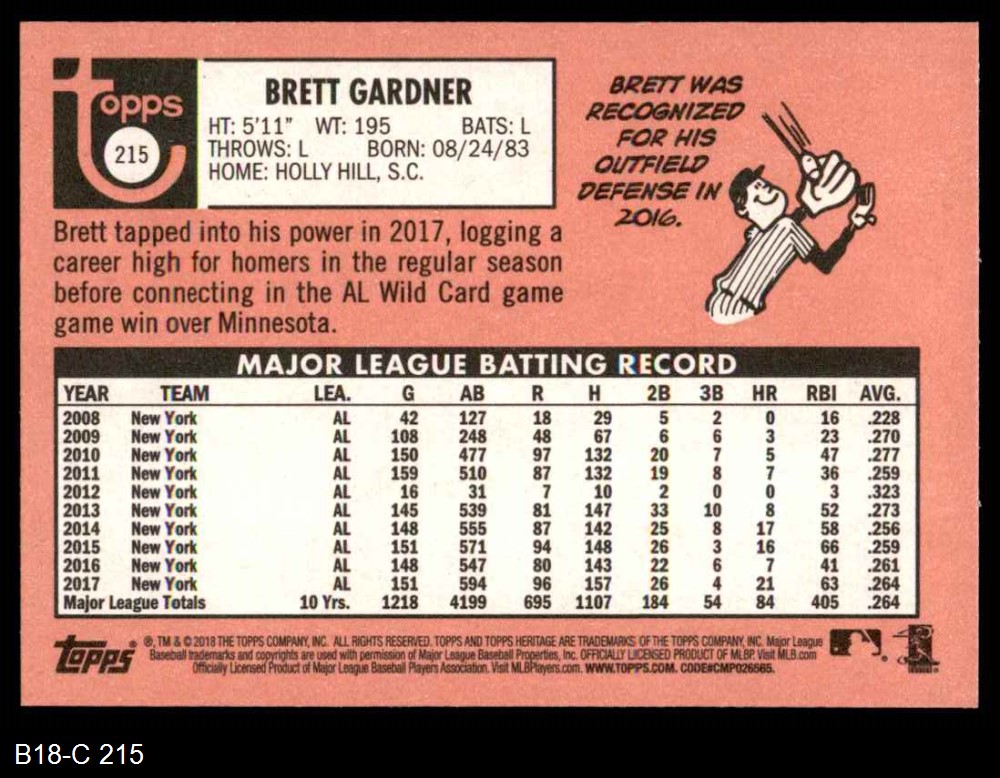 topps
215
BRETT GARDNER
HT: 5'11" WT: 195 BATS: L
THROWS: L BORN: 08/24/83
HOME: HOLLY HILL, S.C.
BRETT WAS
RECOGNIZED
FOR HIS
OUTFIELD
DEFENSE IN
2016.
Brett tapped into his power in 2017, logging a
career high for homers in the regular season
before connecting in the AL Wild Card game
game win over Minnesota.
MAJOR LEAGUE BATTING RECORD
YEAR TEAM LEA. G AB R H 2B 3B HR RBI AVG.
2008 New York AL 42 127 18 29 5 2 0 16 .228
2009 New York AL 108 248 48 67 6 6 3 23 .270
2010 New York AL 150 477 97 132 20 7 5 47 .277
2011 New York AL 159 510 87 132 19 8 7 36 .259
2012 New York AL 16 31 7 10 2 0 0 3 .323
2013 New York AL 145 539 81 147 33 10 8 52 .273
2014 New York AL 148 555 87 142 25 8 17 58 .256
2015 New York AL 151 571 94 148 26 3 16 66 .259
2016 New York AL 148 547 80 143 22 6 7 41 .261
2017 New York AL 151 594 96 157 26 4 21 63 .264
Major League Totals 10 Yrs. 1218 4199 695 1107 184 54 84 405 .264
topps® ®, TM & © 2018 THE TOPPS COMPANY, INC. ALL RIGHTS RESERVED. TOPPS AND TOPPS HERITAGE ARE TRADEMARKS OF THE TOPPS COMPANY, INC. Major League
Baseball trademarks and copyrights are used with permission of Major League Baseball Properties, Inc. OFFICIALLY LICENSED PRODUCT OF MLBP. Visit MLB.com
Officially Licensed Product of Major League Baseball Players Association. Visit MLBPlayers.com. WWW.TOPPS.COM. CODE#CMP026565.
B18-C 215